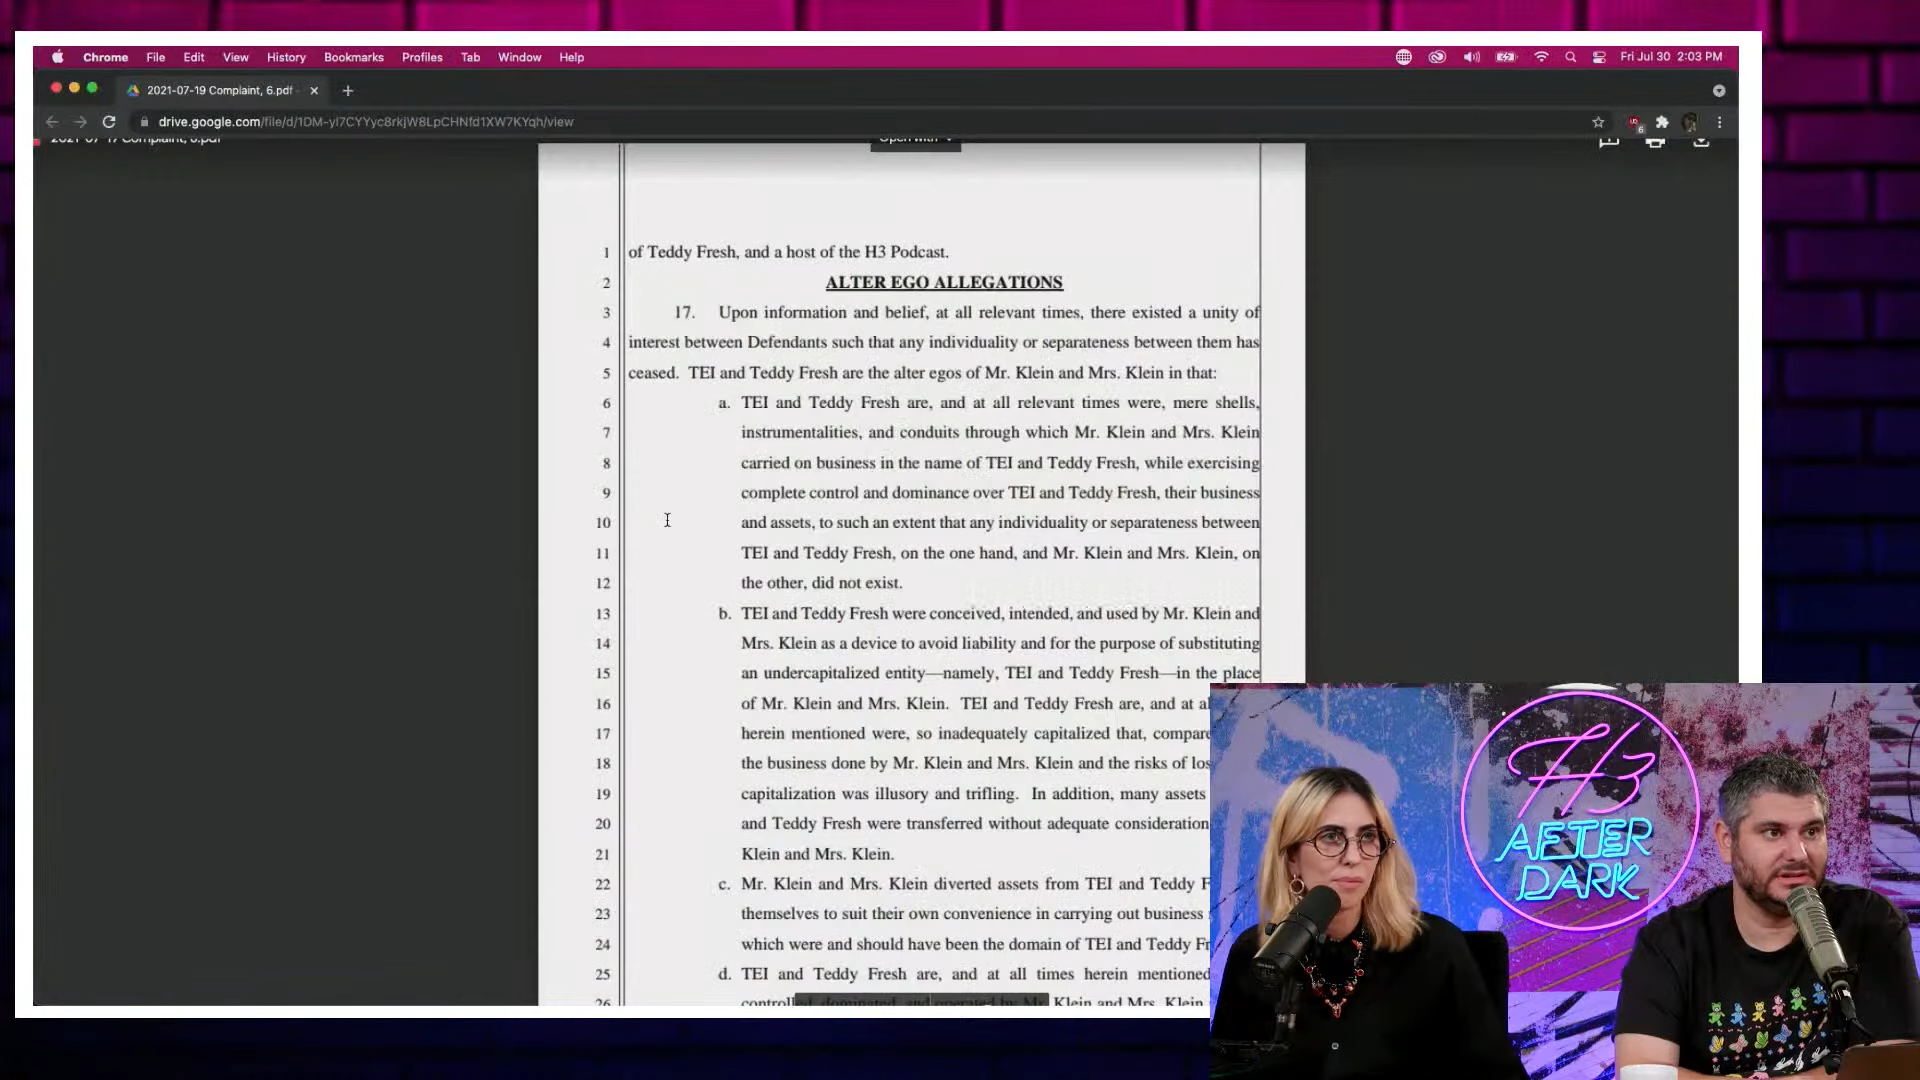 Chrome File Edit View History Bookmarks Profiles Tab Window Help Fri Jul 30 2:03 PM
2021-07-19 Complaint, 6.pdf
drive.google.com/file/d/1DM-yI7CYYyc8rkjW8LpCHNfd1XW7KYqh/view
Open with
1 of Teddy Fresh, and a host of the H3 Podcast.
2 ALTER EGO ALLEGATIONS
3 17. Upon information and belief, at all relevant times, there existed a unity of
4 interest between Defendants such that any individuality or separateness between them has
5 ceased. TEI and Teddy Fresh are the alter egos of Mr. Klein and Mrs. Klein in that:
6 a. TEI and Teddy Fresh are, and at all relevant times were, mere shells,
7 instrumentalities, and conduits through which Mr. Klein and Mrs. Klein
8 carried on business in the name of TEI and Teddy Fresh, while exercising
9 complete control and dominance over TEI and Teddy Fresh, their business
10 and assets, to such an extent that any individuality or separateness between
11 TEI and Teddy Fresh, on the one hand, and Mr. Klein and Mrs. Klein, on
12 the other, did not exist.
13 b. TEI and Teddy Fresh were conceived, intended, and used by Mr. Klein and
14 Mrs. Klein as a device to avoid liability and for the purpose of substituting
15 an undercapitalized entity—namely, TEI and Teddy Fresh—in the place
16 of Mr. Klein and Mrs. Klein. TEI and Teddy Fresh are, and at al
17 herein mentioned were, so inadequately capitalized that, compare
18 the business done by Mr. Klein and Mrs. Klein and the risks of los
19 capitalization was illusory and trifling. In addition, many assets
20 and Teddy Fresh were transferred without adequate consideration
21 Klein and Mrs. Klein.
22 c. Mr. Klein and Mrs. Klein diverted assets from TEI and Teddy F
23 themselves to suit their own convenience in carrying out business
24 which were and should have been the domain of TEI and Teddy Fr
25 d. TEI and Teddy Fresh are, and at all times herein mentioned
26 controlled, dominated, and operated by Mr. Klein and Mrs. Klein
H3
AFTER
DARK